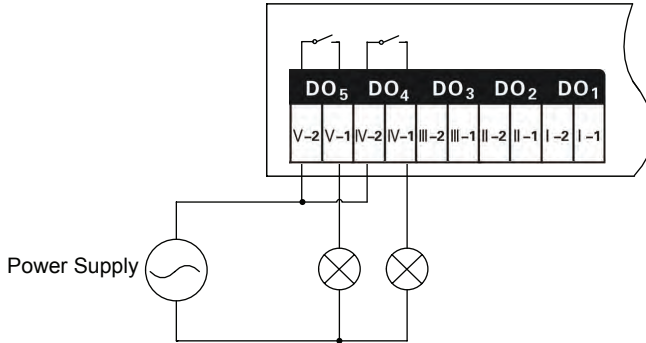 DO₅ DO₄ DO₃ DO₂ DO₁
V-2 V-1 IV-2 IV-1 III-2 III-1 II-2 II-1 I-2 I-1
Power Supply